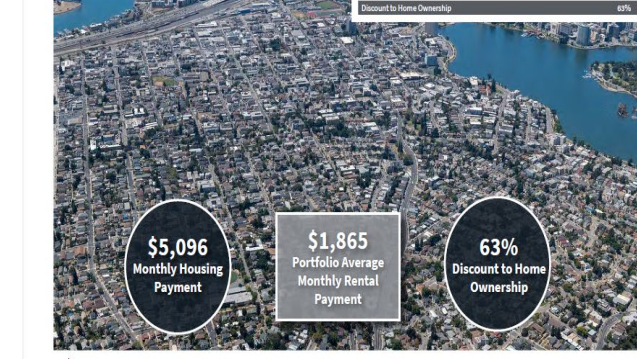 Discount to Home Ownership 63%
$5,096
Monthly Housing
Payment
$1,865
Portfolio Average
Monthly Rental
Payment
63%
Discount to Home
Ownership